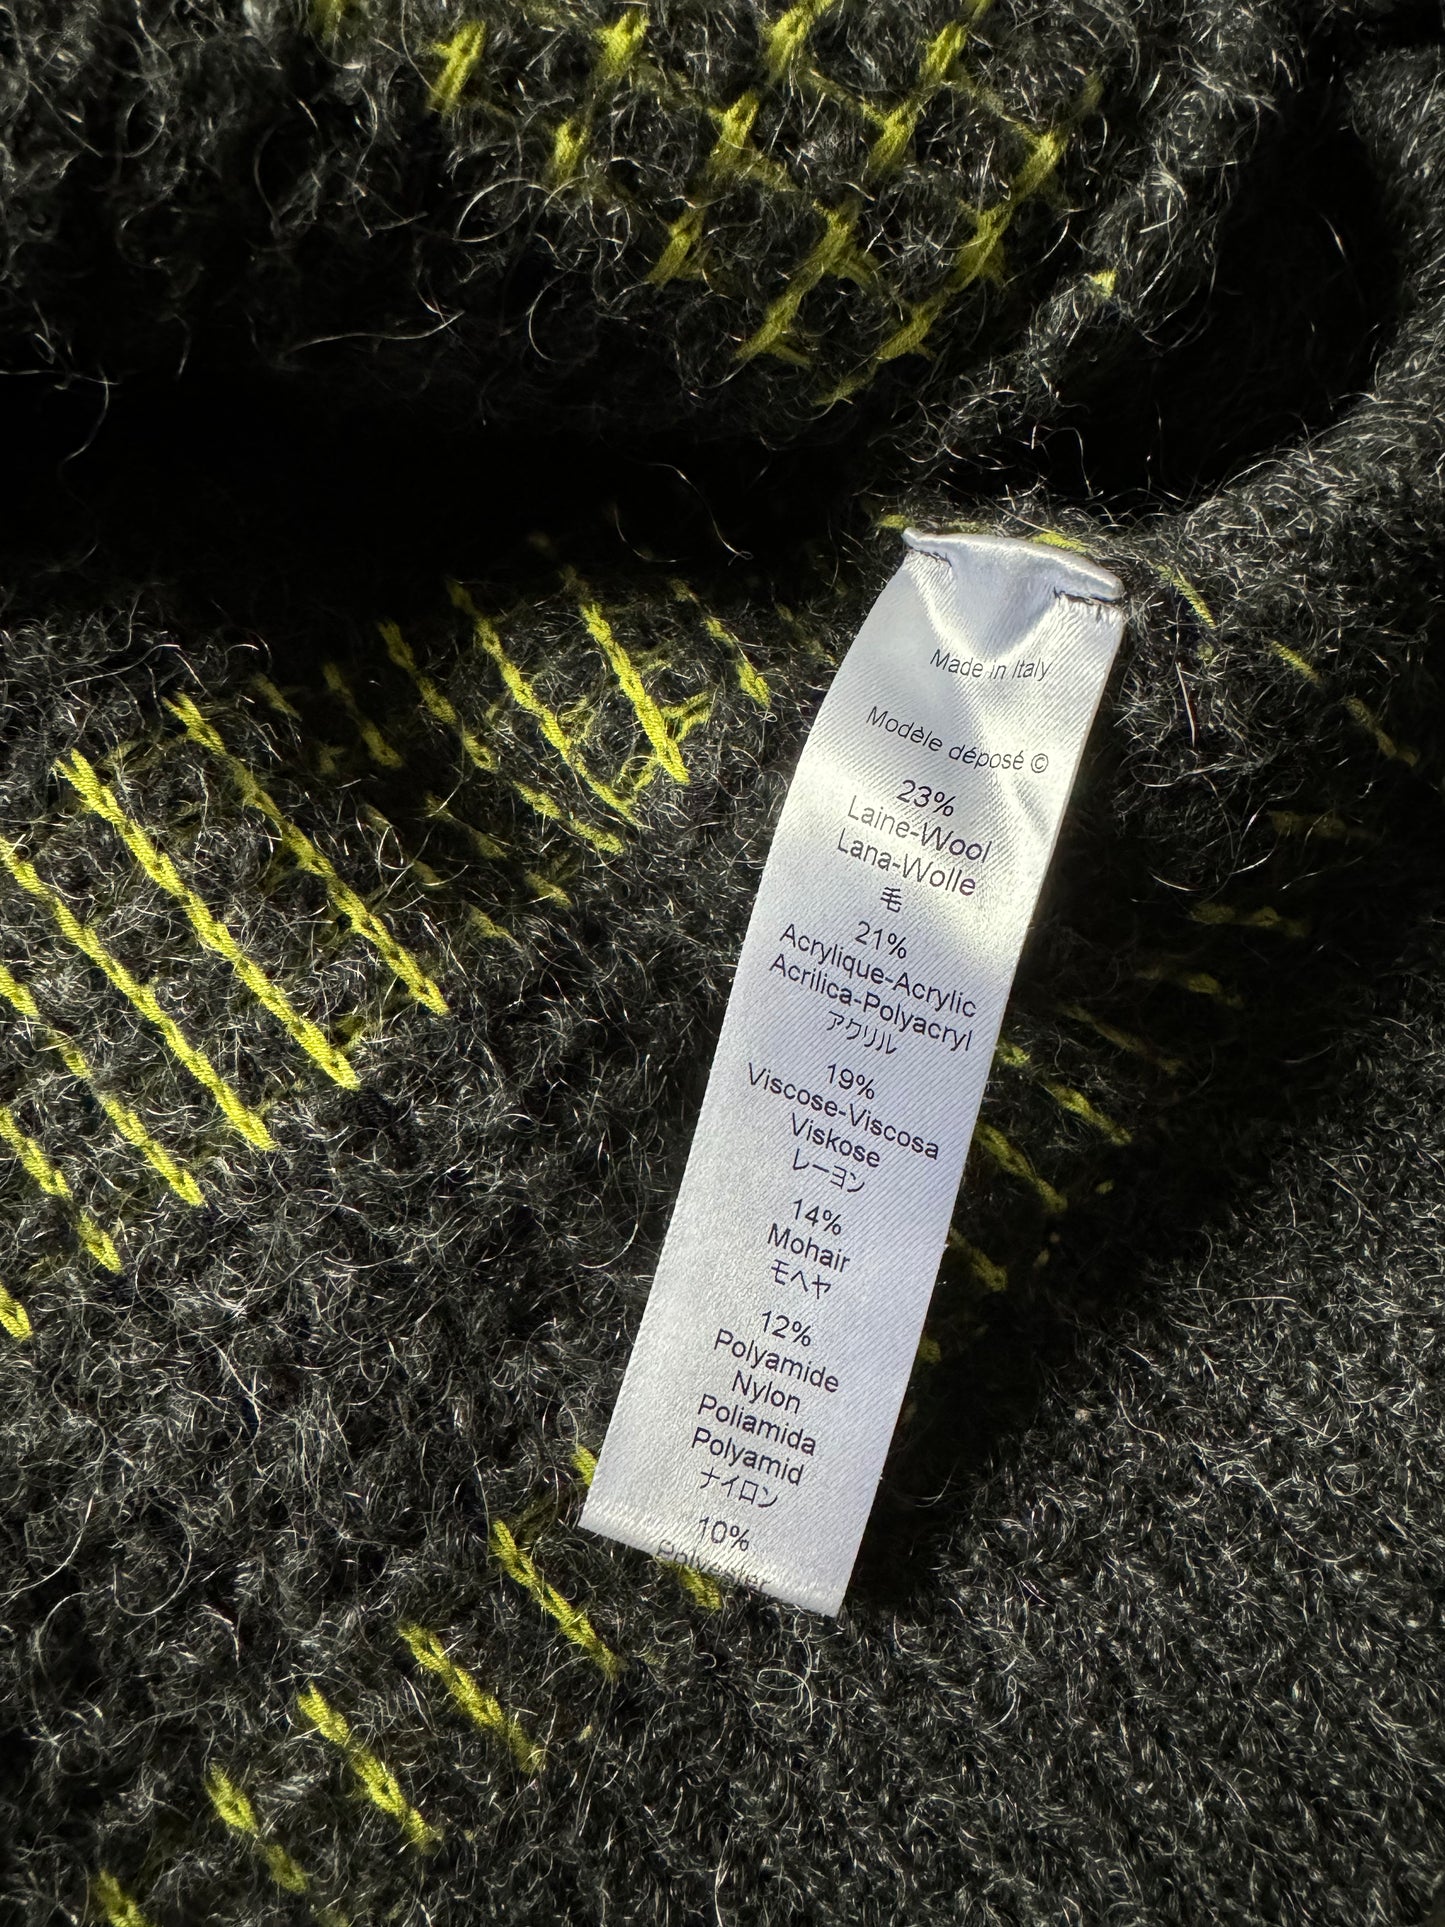 Made in Italy
Modèle déposé ©
23%
Laine-Wool
Lana-Wolle
毛
21%
Acrylique-Acrylic
Acrilica-Polyacryl
アクリル
19%
Viscose-Viscosa
Viskose
レーヨン
14%
Mohair
モヘヤ
12%
Polyamide
Nylon
Poliamida
Polyamid
ナイロン
10%
Polyester